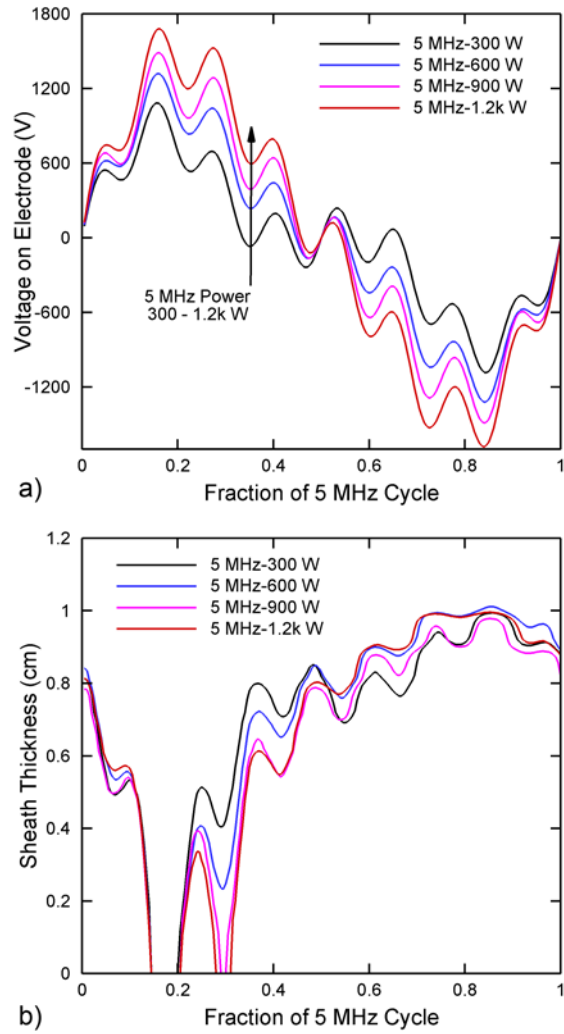 1800
1200
600
0
-600
-1200
Voltage on Electrode (V)
5 MHz-300 W
5 MHz-600 W
5 MHz-900 W
5 MHz-1.2k W
5 MHz Power
300 - 1.2k W
0
0.2
0.4
0.6
0.8
1
a)
Fraction of 5 MHz Cycle
1.2
1
0.8
0.6
0.4
0.2
0
Sheath Thickness (cm)
5 MHz-300 W
5 MHz-600 W
5 MHz-900 W
5 MHz-1.2k W
0
0.2
0.4
0.6
0.8
1
b)
Fraction of 5 MHz Cycle